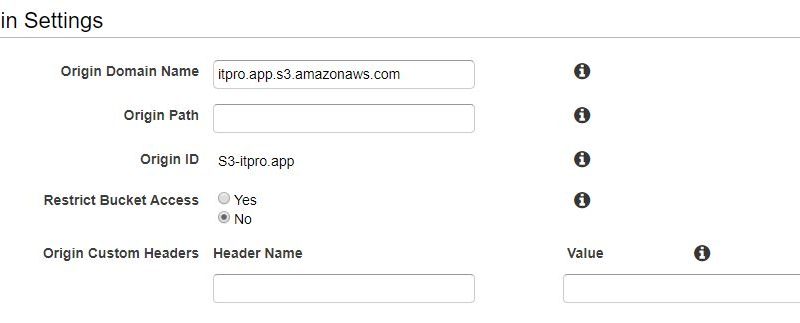 in Settings
Origin Domain Name itpro.app.s3.amazonaws.com
Origin Path
Origin ID S3-itpro.app
Restrict Bucket Access Yes
No
Origin Custom Headers Header Name Value